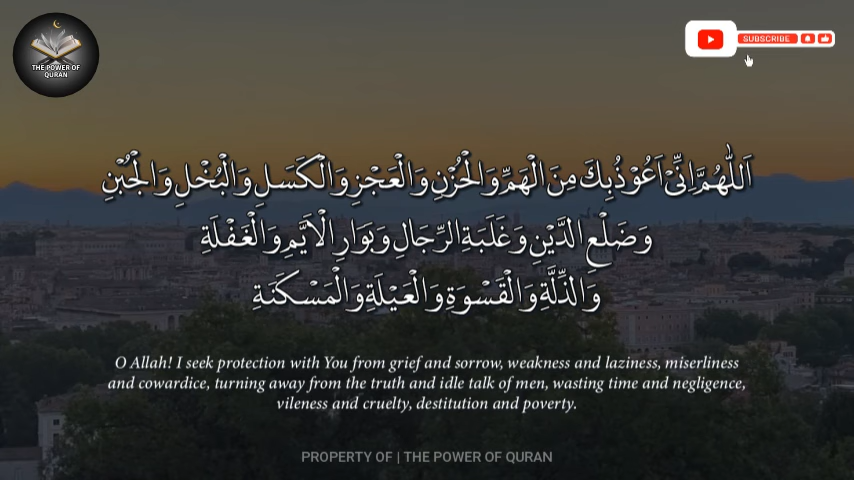 THE POWER OF
QURAN
SUBSCRIBE
اَللّٰهُمَّ اِنِّیْ اَعُوْذُ بِكَ مِنَ الْهَمِّ وَالْحُزْنِ وَالْعَجْزِ وَالْكَسَلِ وَالْبُخْلِ وَالْجُبْنِ
وَضَلْعِ الدَّيْنِ وَغَلَبَةِ الرِّجَالِ وَبَوَارِ الْاَيِّمِ وَالْغَفْلَةِ
وَالذِّلَّةِ وَالْقَسْوَةِ وَالْعَيْلَةِ وَالْمَسْكَنَةِ
O Allah! I seek protection with You from grief and sorrow, weakness and laziness, miserliness
and cowardice, turning away from the truth and idle talk of men, wasting time and negligence,
vileness and cruelty, destitution and poverty.
PROPERTY OF | THE POWER OF QURAN